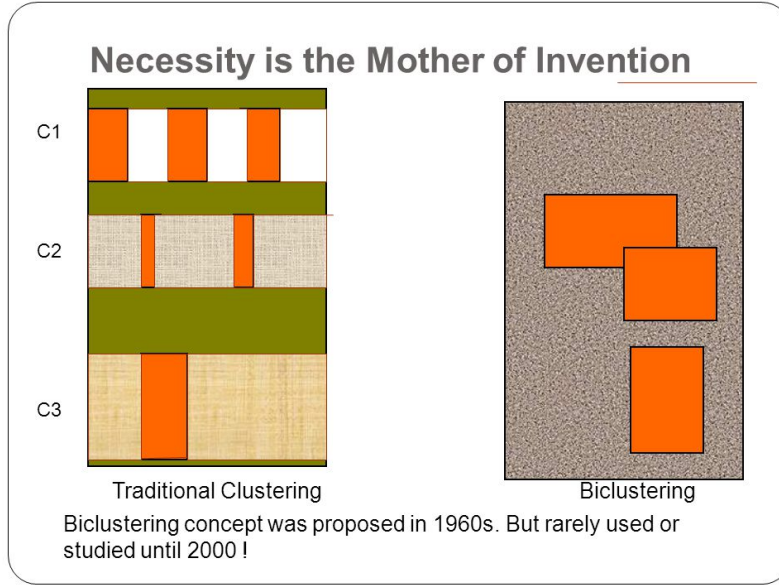 Necessity is the Mother of Invention
C1
C2
C3
Traditional Clustering
Biclustering
Biclustering concept was proposed in 1960s. But rarely used or
studied until 2000 !